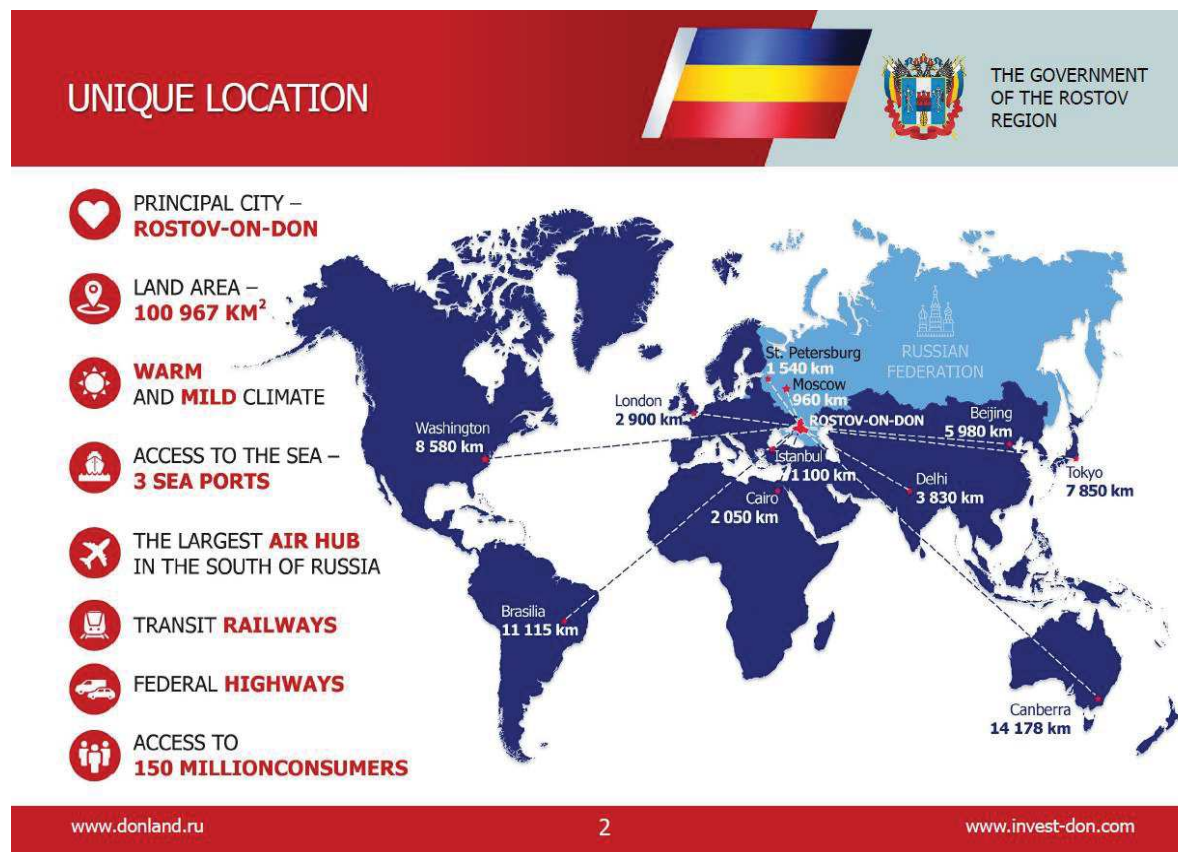 UNIQUE LOCATION
THE GOVERNMENT
OF THE ROSTOV
REGION
PRINCIPAL CITY –
ROSTOV-ON-DON
LAND AREA –
100 967 KM²
WARM
AND MILD CLIMATE
ACCESS TO THE SEA –
3 SEA PORTS
THE LARGEST AIR HUB
IN THE SOUTH OF RUSSIA
TRANSIT RAILWAYS
FEDERAL HIGHWAYS
ACCESS TO
150 MILLIONCONSUMERS
RUSSIAN
FEDERATION
St. Petersburg
1 540 km
Moscow
960 km
London
2 900 km
ROSTOV-ON-DON
Beijing
5 980 km
Washington
8 580 km
Istanbul
1 100 km
Tokyo
7 850 km
Delhi
3 830 km
Cairo
2 050 km
Brasilia
11 115 km
Canberra
14 178 km
www.donland.ru
2
www.invest-don.com